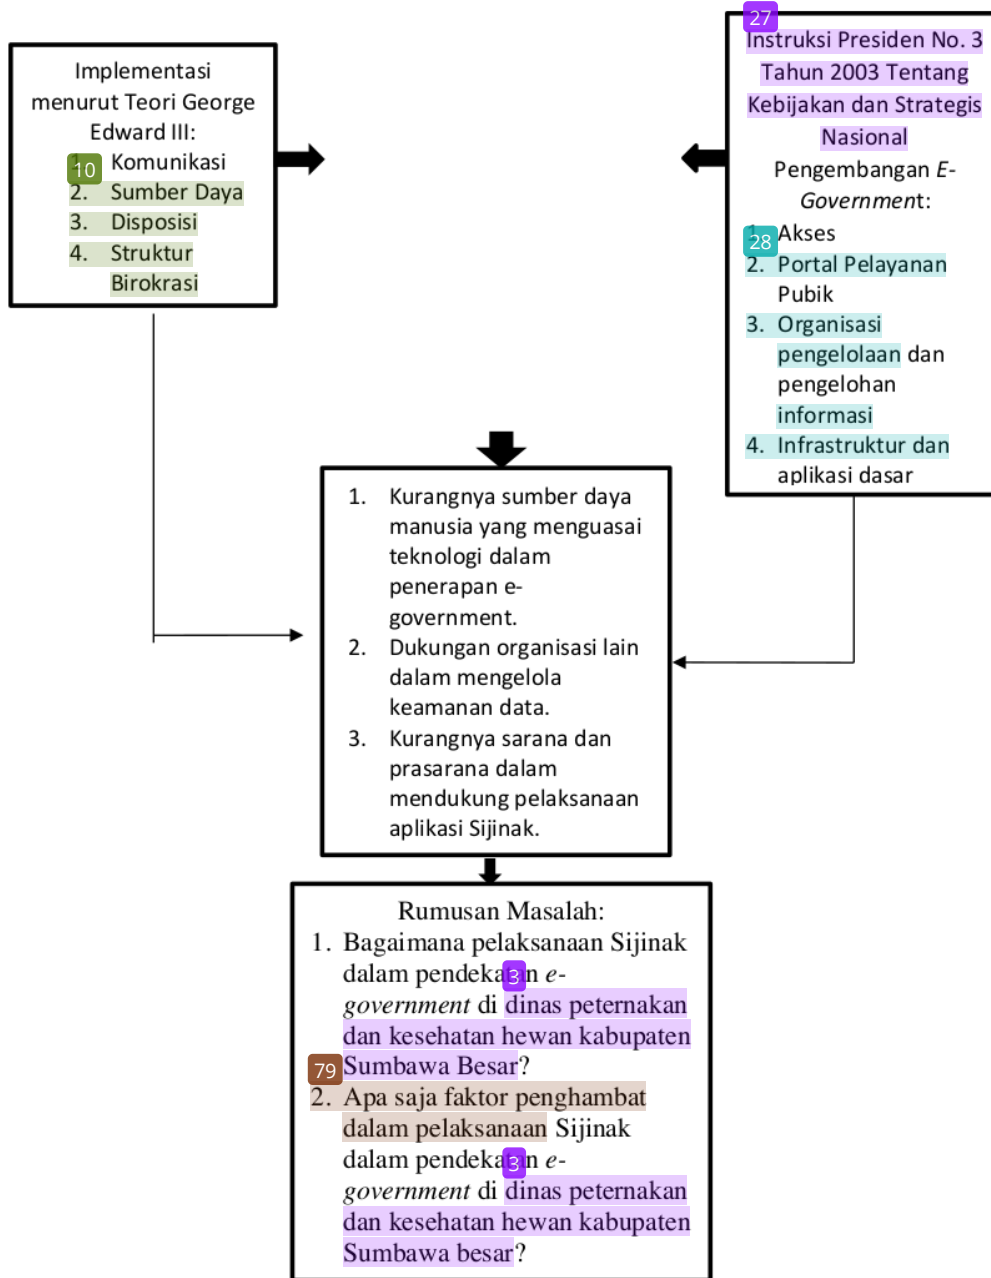 Implementasi
menurut Teori George
Edward III:
10 Komunikasi
2. Sumber Daya
3. Disposisi
4. Struktur
Birokrasi
27
Instruksi Presiden No. 3
Tahun 2003 Tentang
Kebijakan dan Strategis
Nasional
Pengembangan E-
Government:
28 Akses
2. Portal Pelayanan
Pubik
3. Organisasi
pengelolaan dan
pengelohan
informasi
4. Infrastruktur dan
aplikasi dasar
1. Kurangnya sumber daya
manusia yang menguasai
teknologi dalam
penerapan e-
government.
2. Dukungan organisasi lain
dalam mengelola
keamanan data.
3. Kurangnya sarana dan
prasarana dalam
mendukung pelaksanaan
aplikasi Sijinak.
Rumusan Masalah:
1. Bagaimana pelaksanaan Sijinak
dalam pendekatan e-
3
government di dinas peternakan
dan kesehatan hewan kabupaten
79 Sumbawa Besar?
2. Apa saja faktor penghambat
dalam pelaksanaan Sijinak
dalam pendekatan e-
3
government di dinas peternakan
dan kesehatan hewan kabupaten
Sumbawa besar?